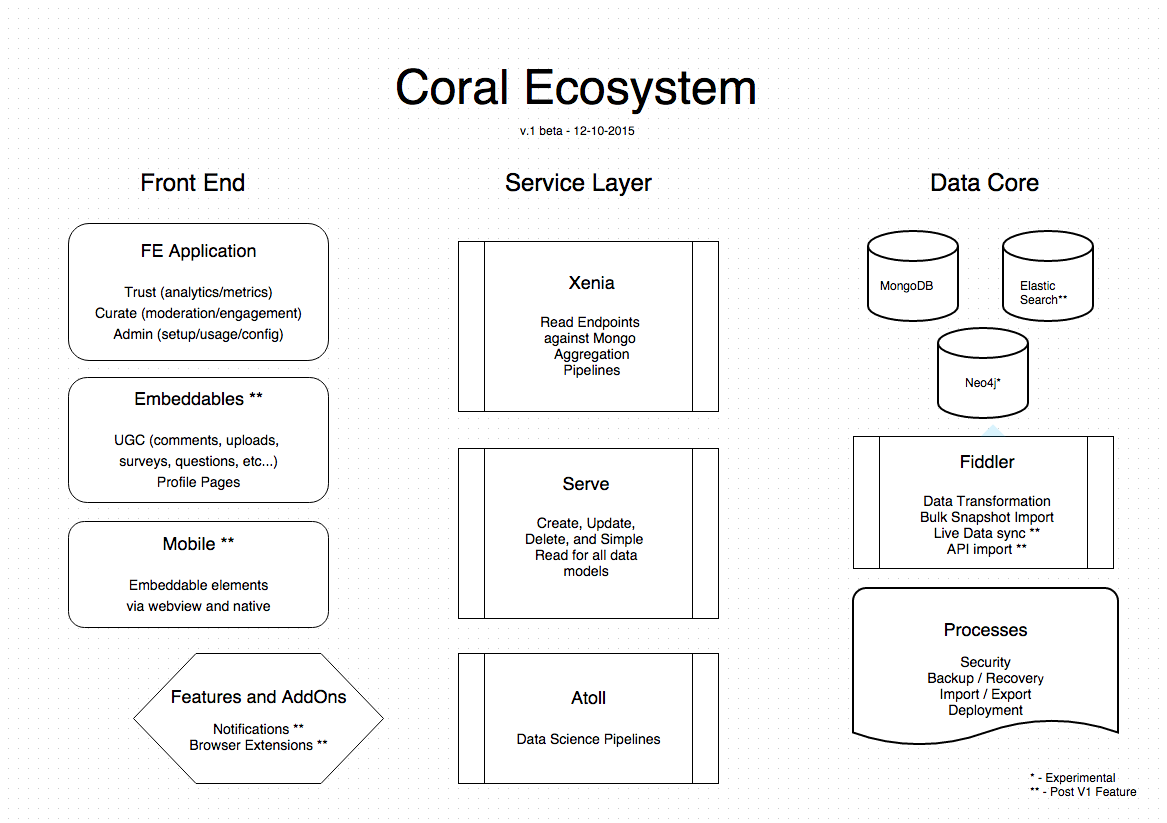 Coral Ecosystem
v.1 beta - 12-10-2015
Front End
FE Application
Trust (analytics/metrics)
Curate (moderation/engagement)
Admin (setup/usage/config)
Embeddables **
UGC (comments, uploads,
surveys, questions, etc...)
Profile Pages
Mobile **
Embeddable elements
via webview and native
Features and AddOns
Notifications **
Browser Extensions **
Service Layer
Xenia
Read Endpoints
against Mongo
Aggregation
Pipelines
Serve
Create, Update,
Delete, and Simple
Read for all data
models
Atoll
Data Science Pipelines
Data Core
MongoDB
Elastic
Search**
Neo4j*
Fiddler
Data Transformation
Bulk Snapshot Import
Live Data sync **
API import **
Processes
Security
Backup / Recovery
Import / Export
Deployment
* - Experimental
** - Post V1 Feature